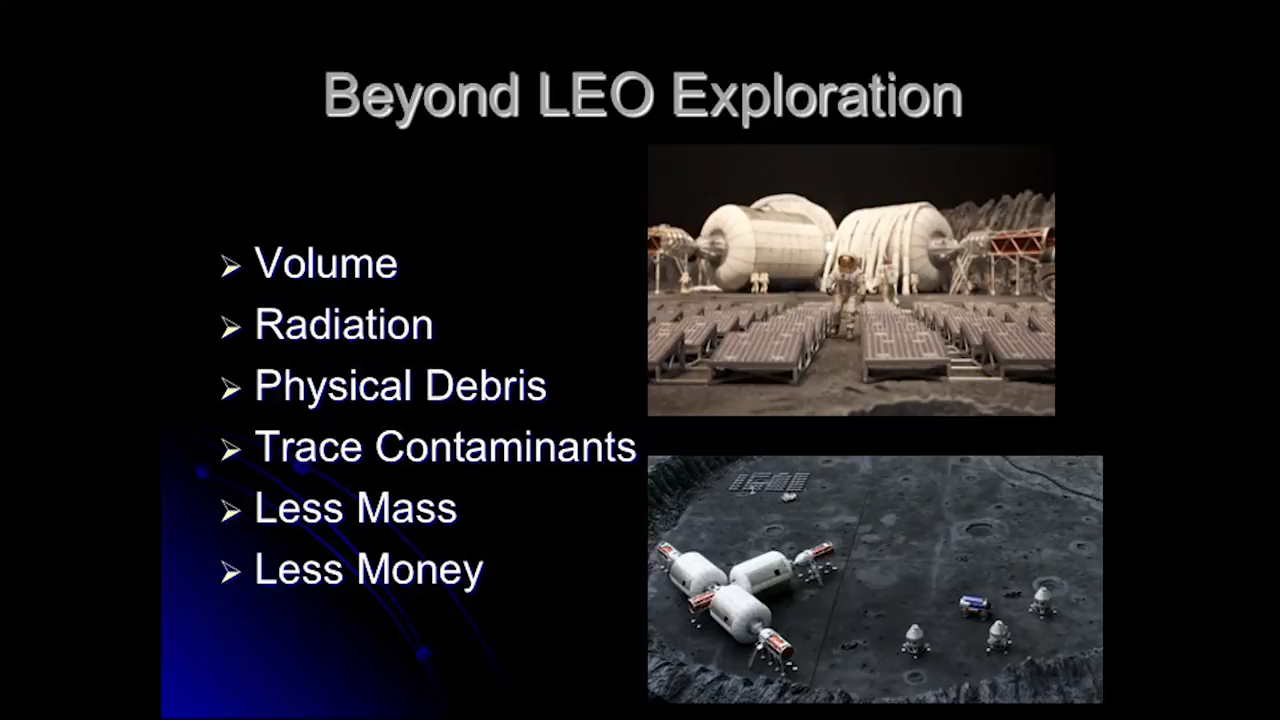 Beyond LEO Exploration
Volume
Radiation
Physical Debris
Trace Contaminants
Less Mass
Less Money